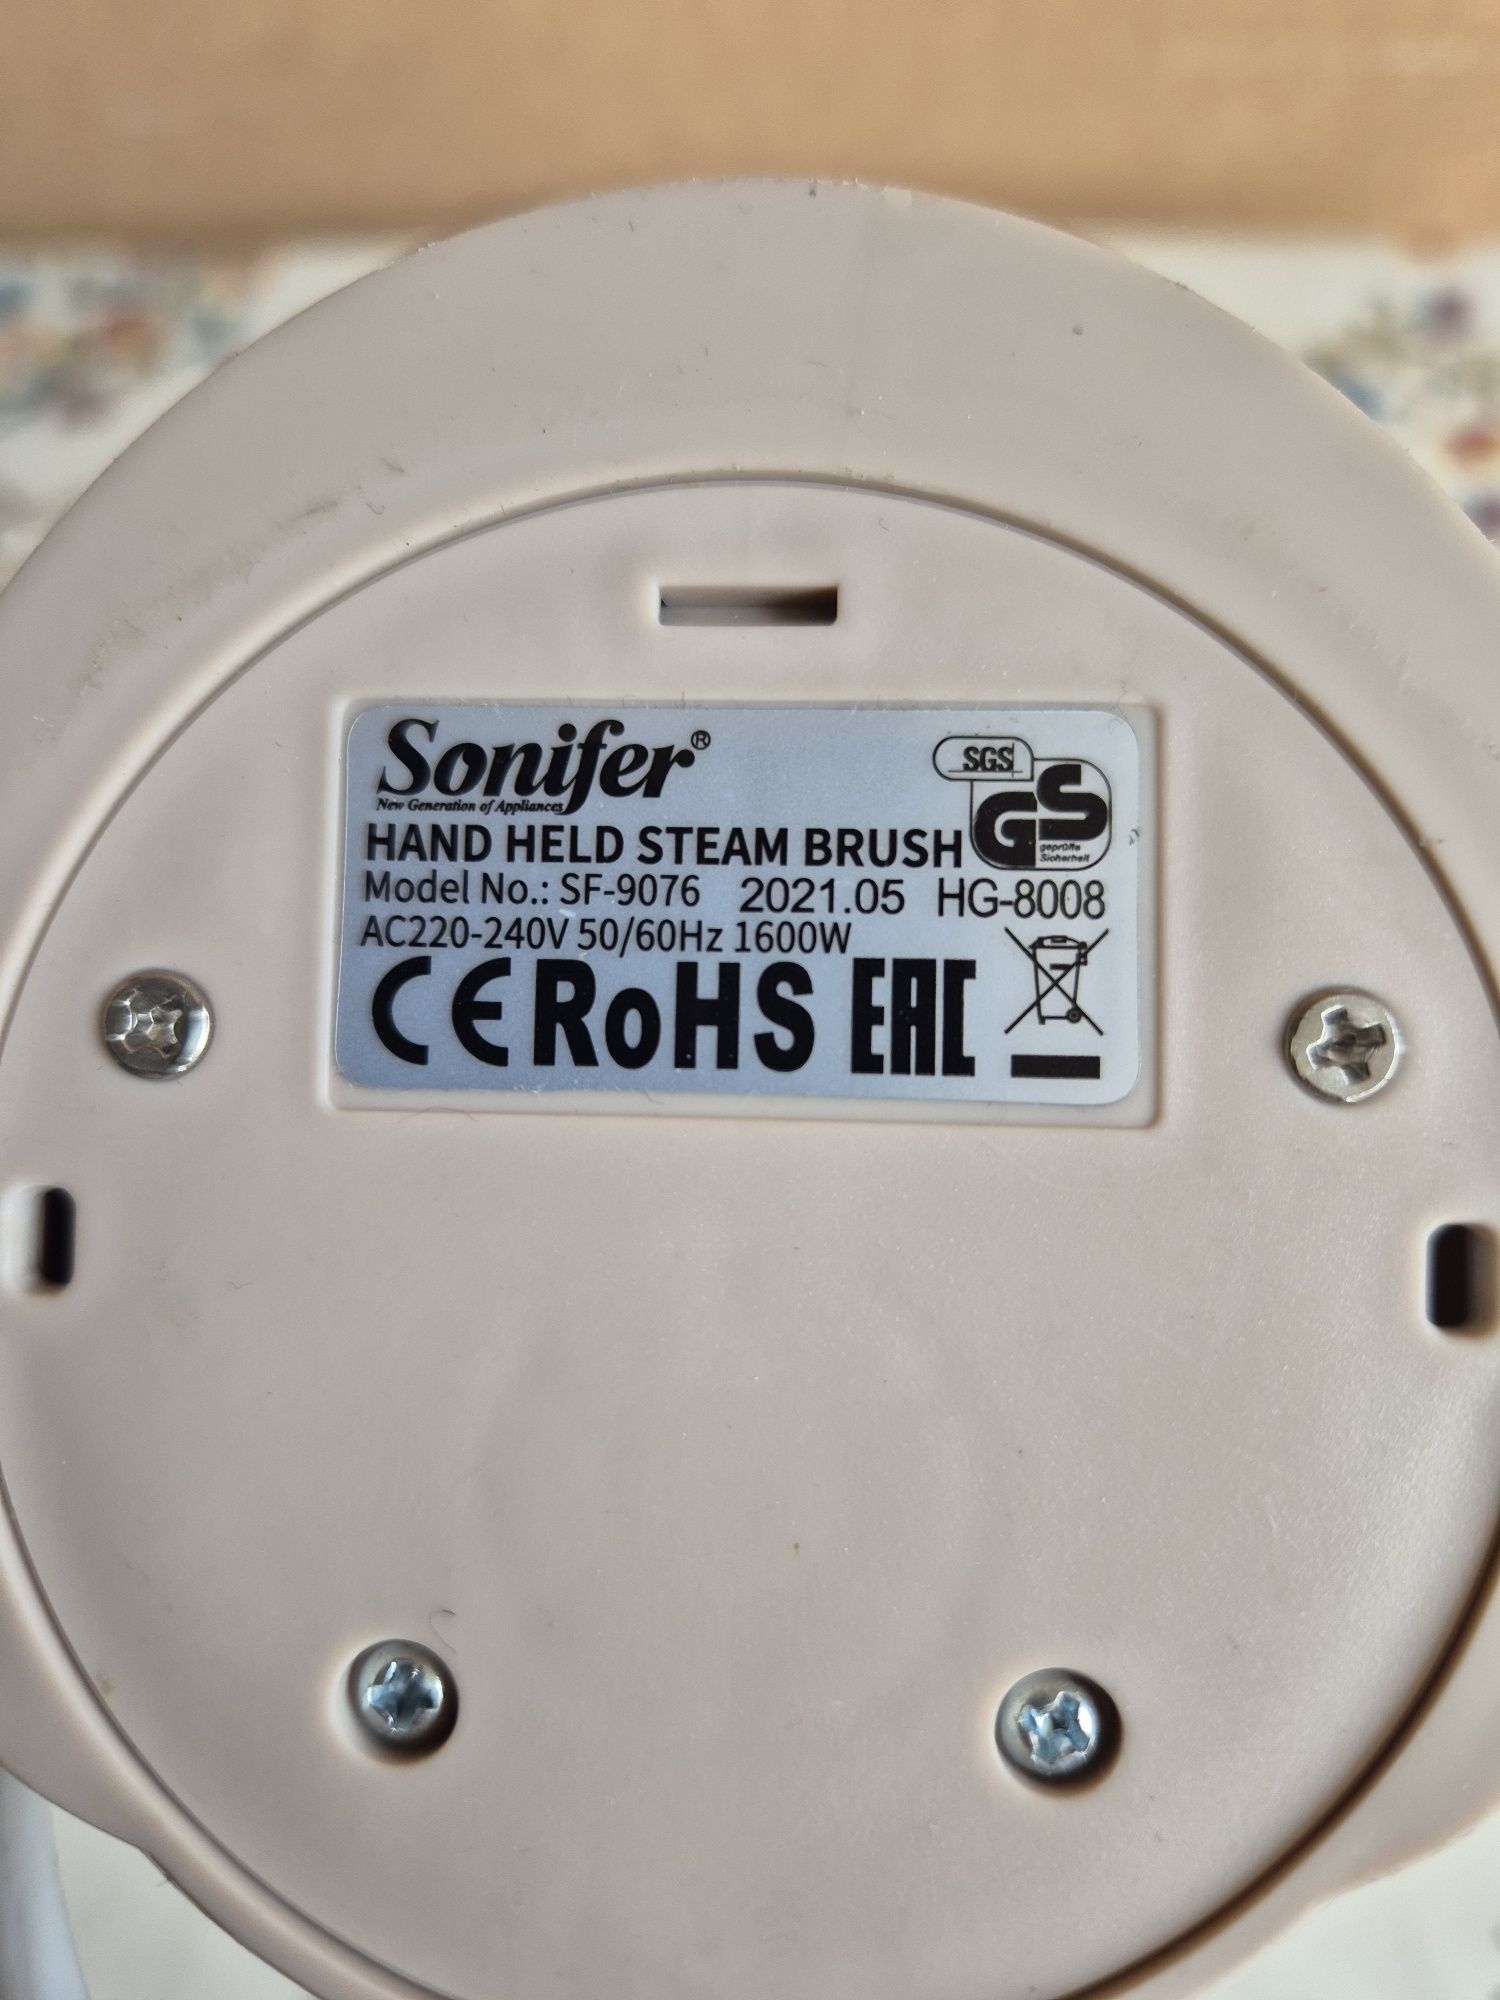 Sonifer®
New Generation of Appliances
SGS
GS
geprüfte
Sicherheit
HAND HELD STEAM BRUSH
Model No.: SF-9076 2021.05 HG-8008
AC220-240V 50/60Hz 1600W
CE RoHS EAC